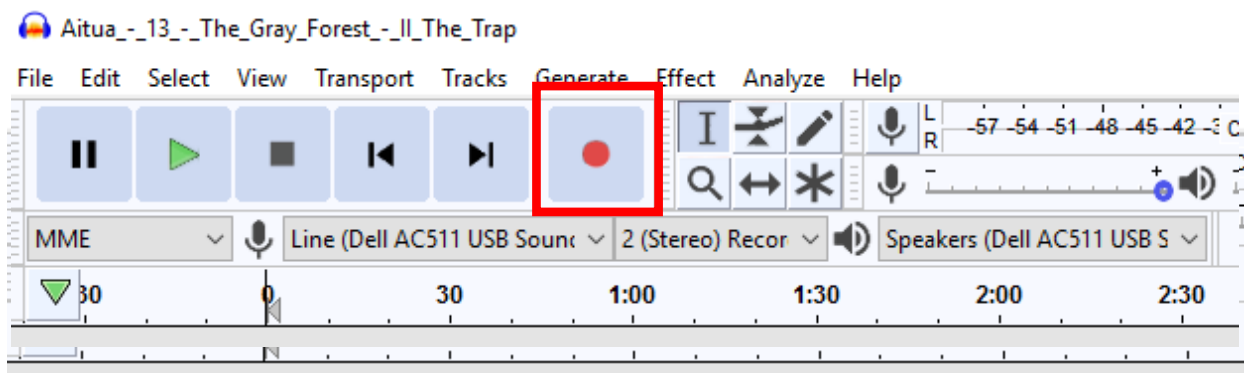 Aitua_-_13_-_The_Gray_Forest_-_II_The_Trap
File Edit Select View Transport Tracks Generate Effect Analyze Help
L
R
-57 -54 -51 -48 -45 -42
- +
MME
Line (Dell AC511 USB Soun
2 (Stereo) Recor
Speakers (Dell AC511 USB S
30 0 30 1:00 1:30 2:00 2:30